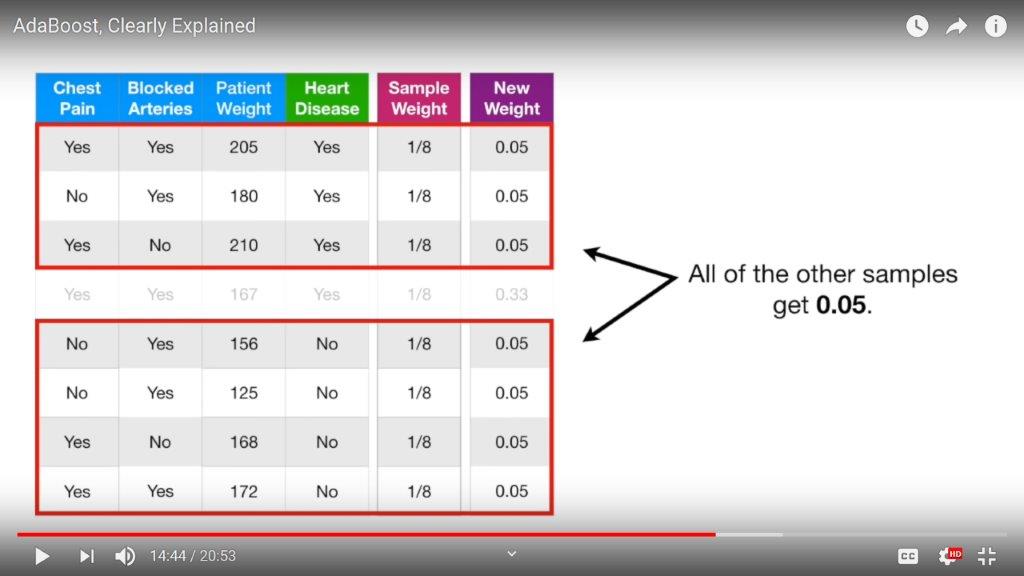 AdaBoost, Clearly Explained
Chest Pain Blocked Arteries Patient Weight Heart Disease Sample Weight New Weight
Yes Yes 205 Yes 1/8 0.05
No Yes 180 Yes 1/8 0.05
Yes No 210 Yes 1/8 0.05
Yes Yes 167 Yes 1/8 0.33
No Yes 156 No 1/8 0.05
No Yes 125 No 1/8 0.05
Yes No 168 No 1/8 0.05
Yes Yes 172 No 1/8 0.05
All of the other samples
get 0.05.
14:44 / 20:53
CC
HD